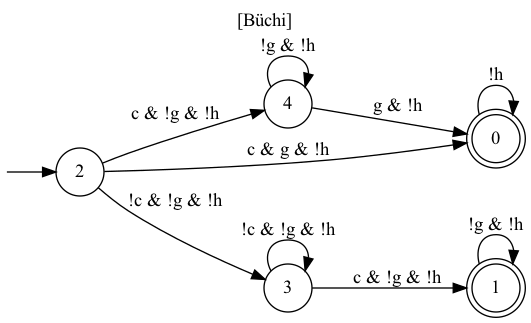 [Büchi]
!g & !h
4
c & !g & !h
g & !h
!h
0
c & g & !h
2
!c & !g & !h
!c & !g & !h
3
c & !g & !h
!g & !h
1